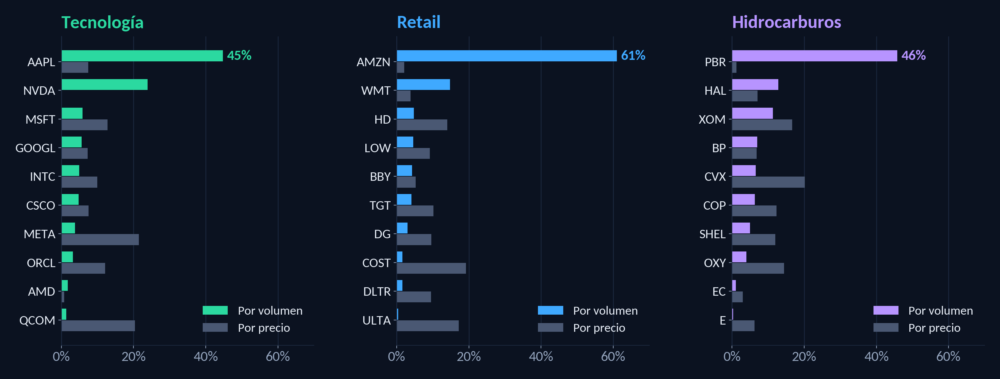 Tecnología
AAPL
45%
NVDA
MSFT
GOOGL
INTC
CSCO
META
ORCL
AMD
QCOM
Por volumen
Por precio
0% 20% 40% 60%
Retail
AMZN
61%
WMT
HD
LOW
BBY
TGT
DG
COST
DLTR
ULTA
Por volumen
Por precio
0% 20% 40% 60%
Hidrocarburos
PBR
46%
HAL
XOM
BP
CVX
COP
SHEL
OXY
EC
E
Por volumen
Por precio
0% 20% 40% 60%